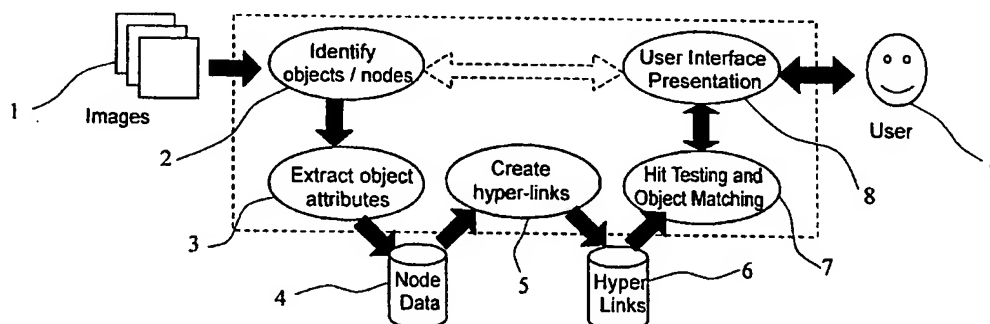 Identify
objects / nodes
User Interface
Presentation
1
Images
2
User
Extract object
attributes
Create
hyper-links
Hit Testing and
Object Matching
8
3
4
Node
Data
5
Hyper
Links
6
7